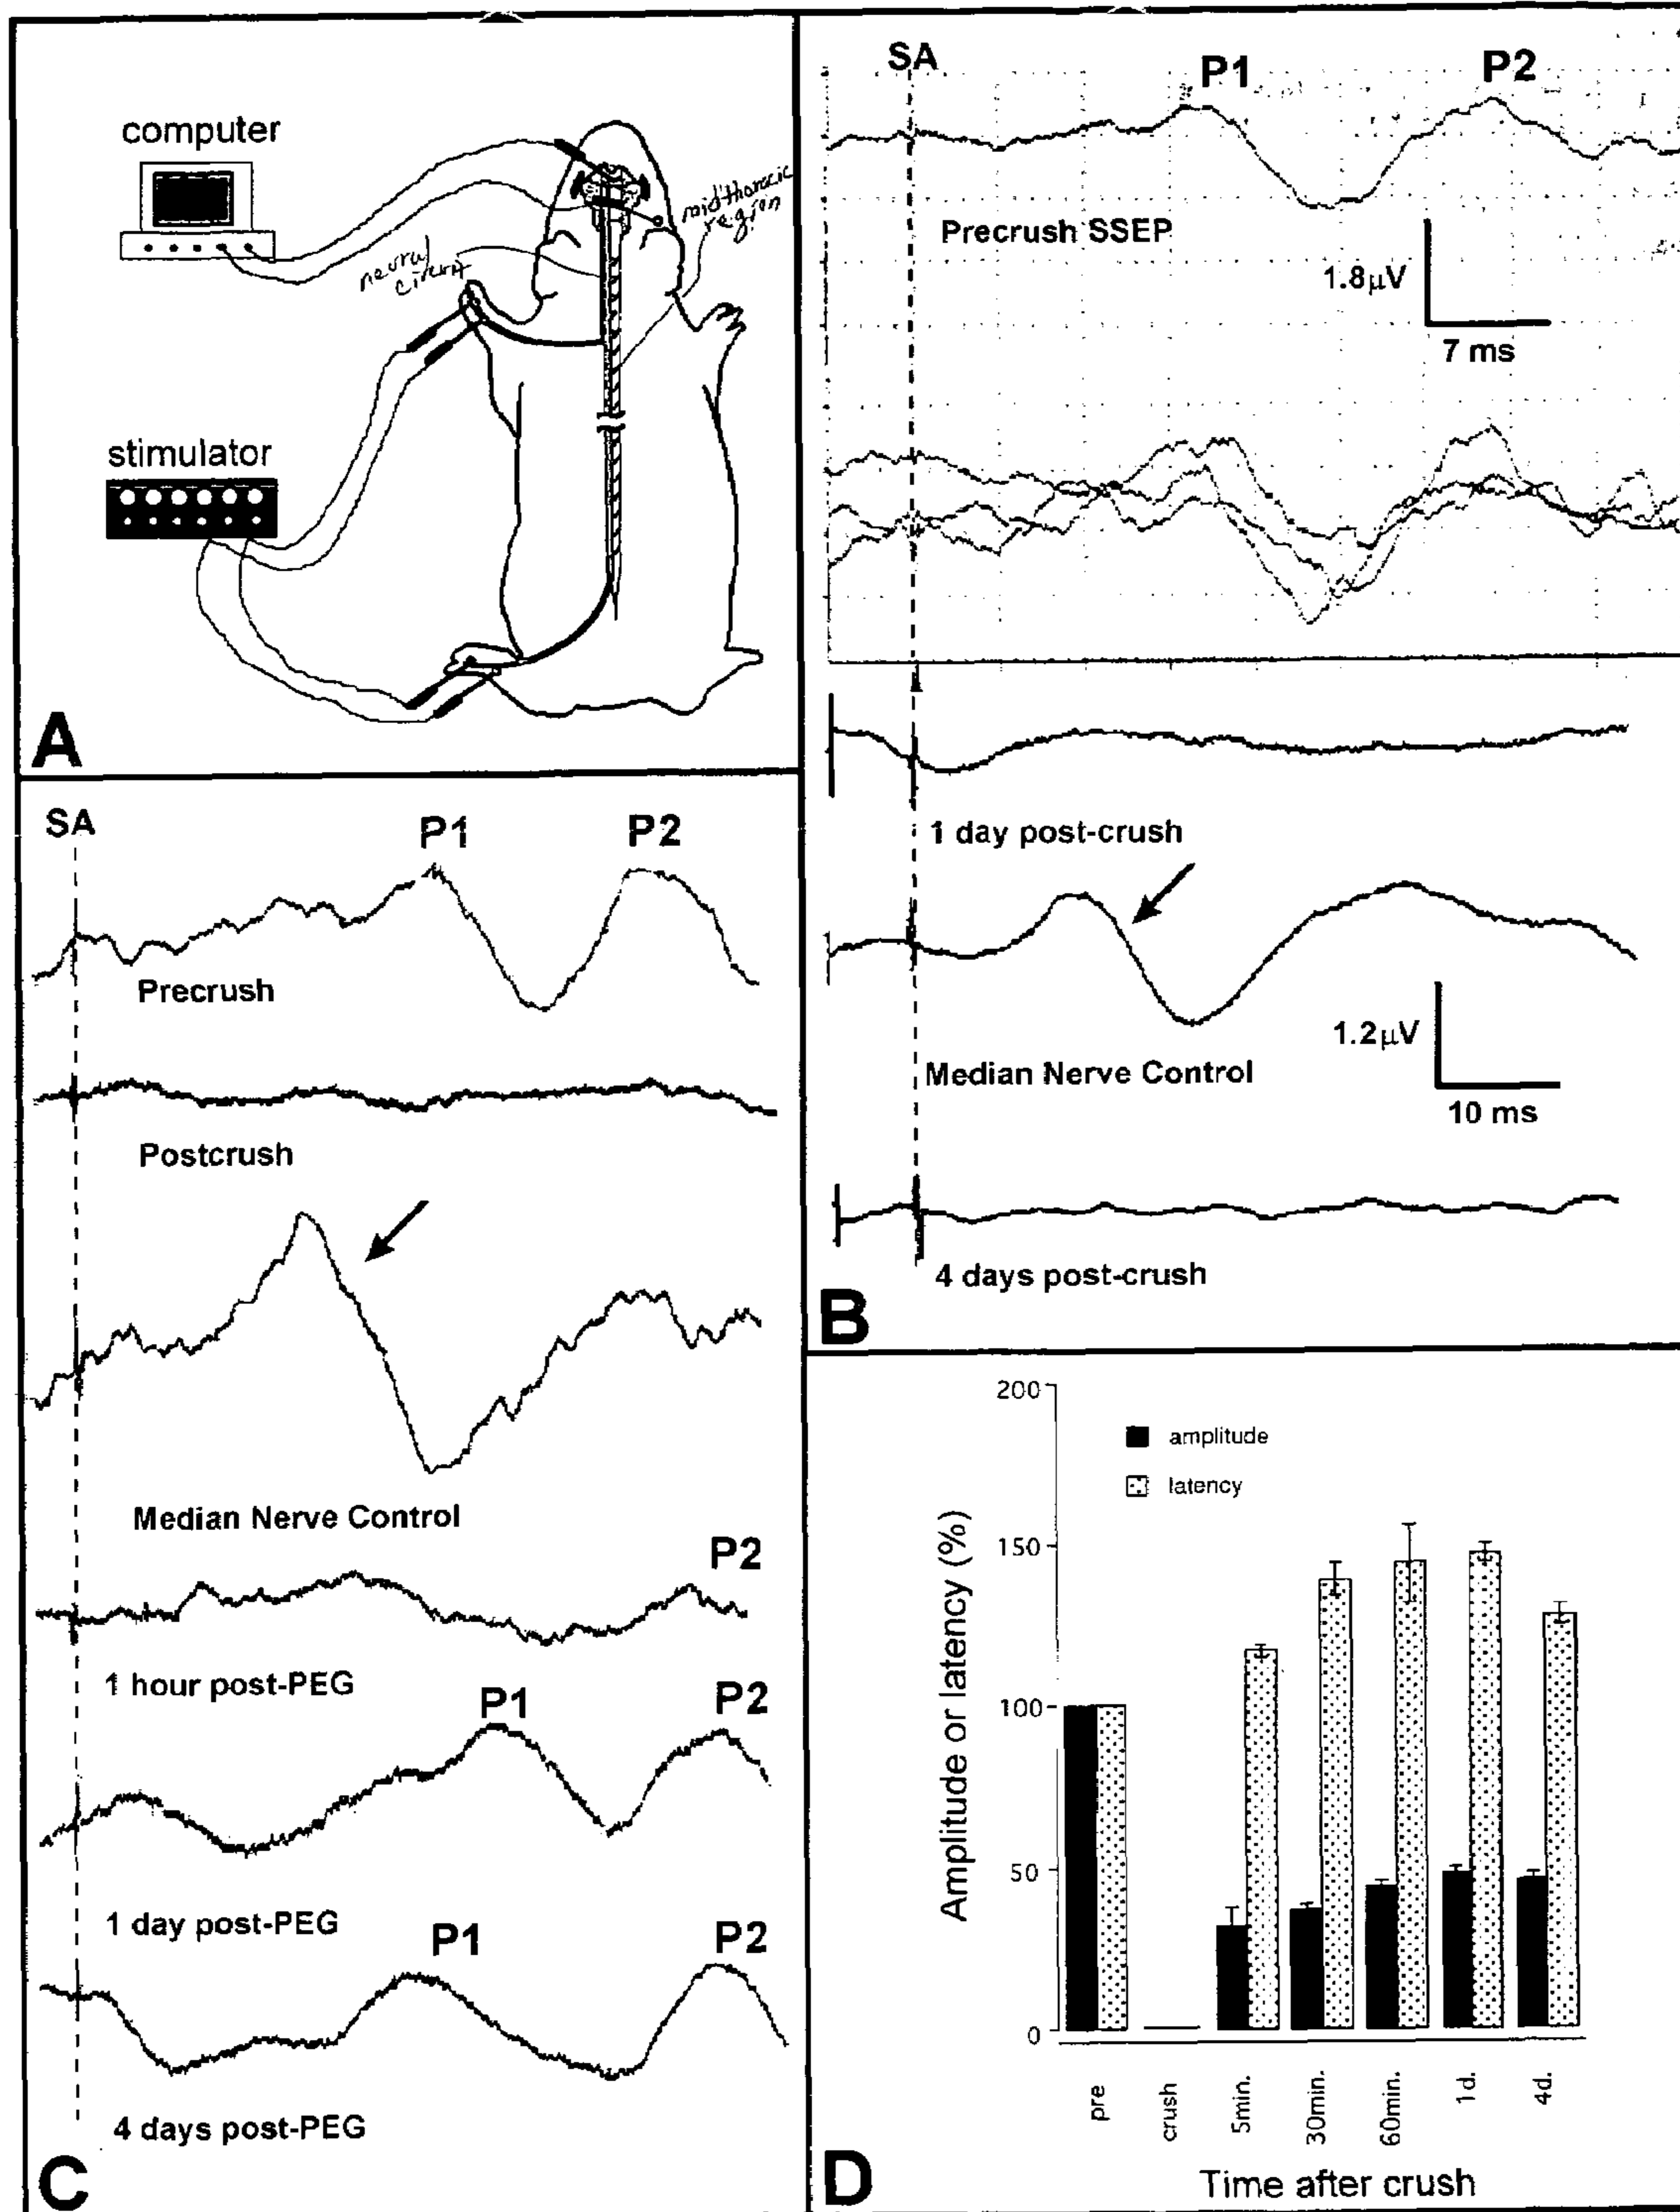 computer
midthoracic
region
neural
circuit
stimulator
A
SA
P1
P2
Precrush SSEP
1.8μV
7 ms
1 day post-crush
Median Nerve Control
1.2μV
10 ms
4 days post-crush
B
SA
P1
P2
Precrush
Postcrush
Median Nerve Control
P2
1 hour post-PEG
P1
P2
1 day post-PEG
P1
P2
4 days post-PEG
C
200
150
100
50
0
amplitude
latency
Amplitude or latency (%)
pre
crush
5min.
30min.
60min.
1d.
4d.
Time after crush
D